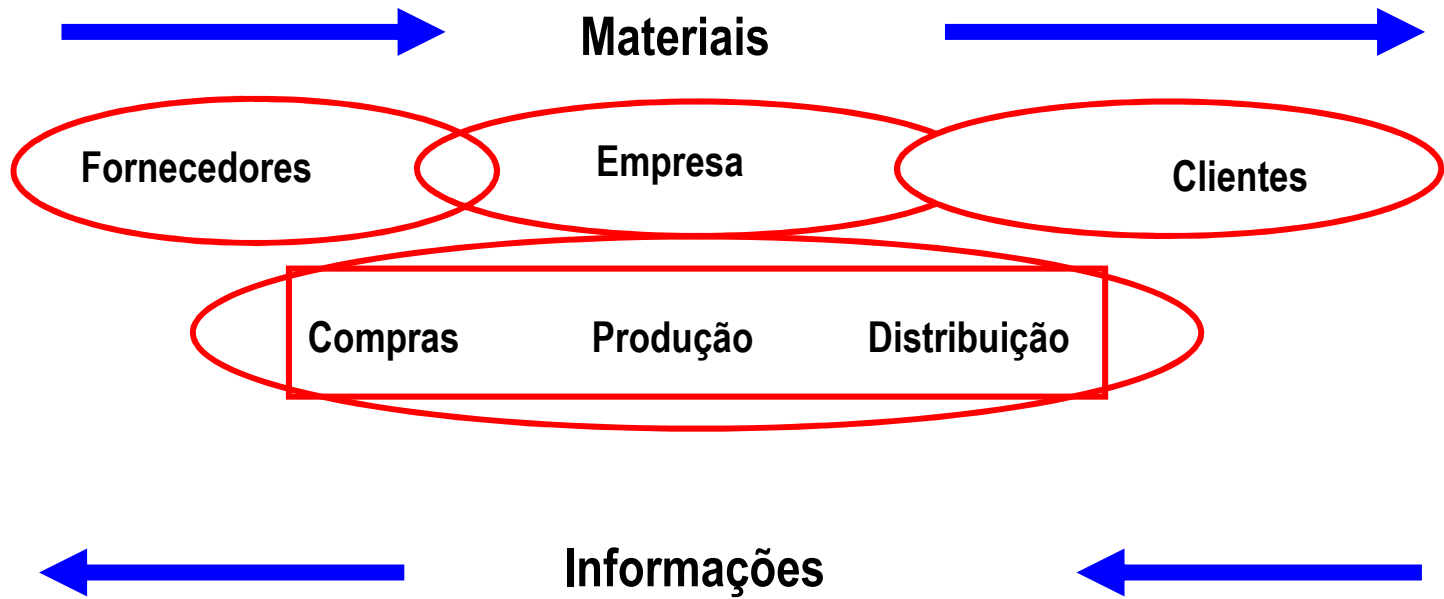 Materiais
Fornecedores Empresa Clientes
Compras Produção Distribuição
Informações